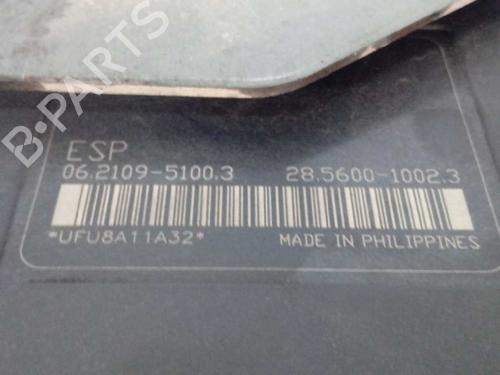 B-PARTS
ESP
06.2109-5100.3 28.5600-1002.3
*UFU8A11A32* MADE IN PHILIPPINES